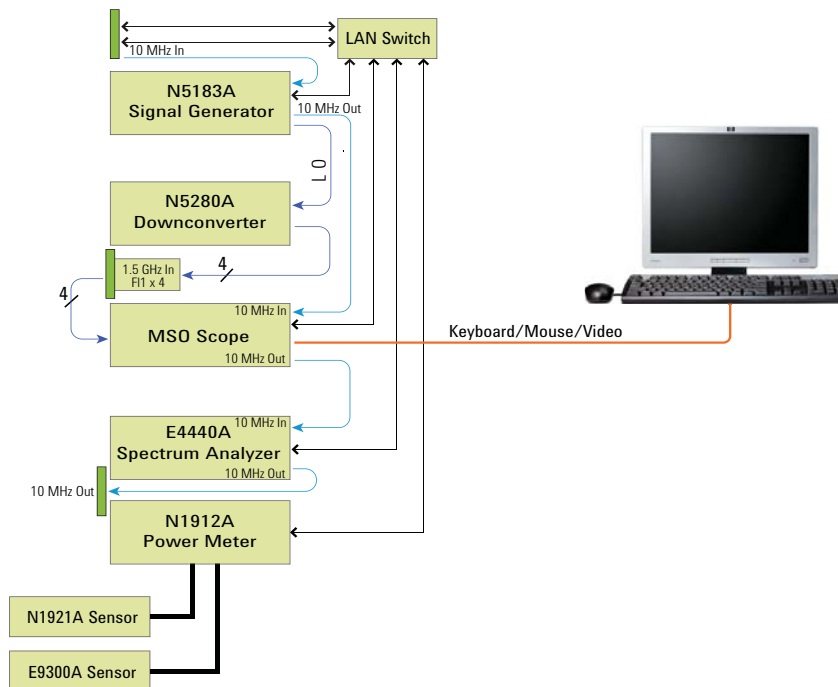 LAN Switch
10 MHz In
N5183A
Signal Generator
10 MHz Out
LO
N5280A
Downconverter
1.5 GHz In
FI1 x 4
4
4
10 MHz In
MSO Scope
10 MHz Out
Keyboard/Mouse/Video
10 MHz In
E4440A
Spectrum Analyzer
10 MHz Out
10 MHz Out
N1912A
Power Meter
N1921A Sensor
E9300A Sensor